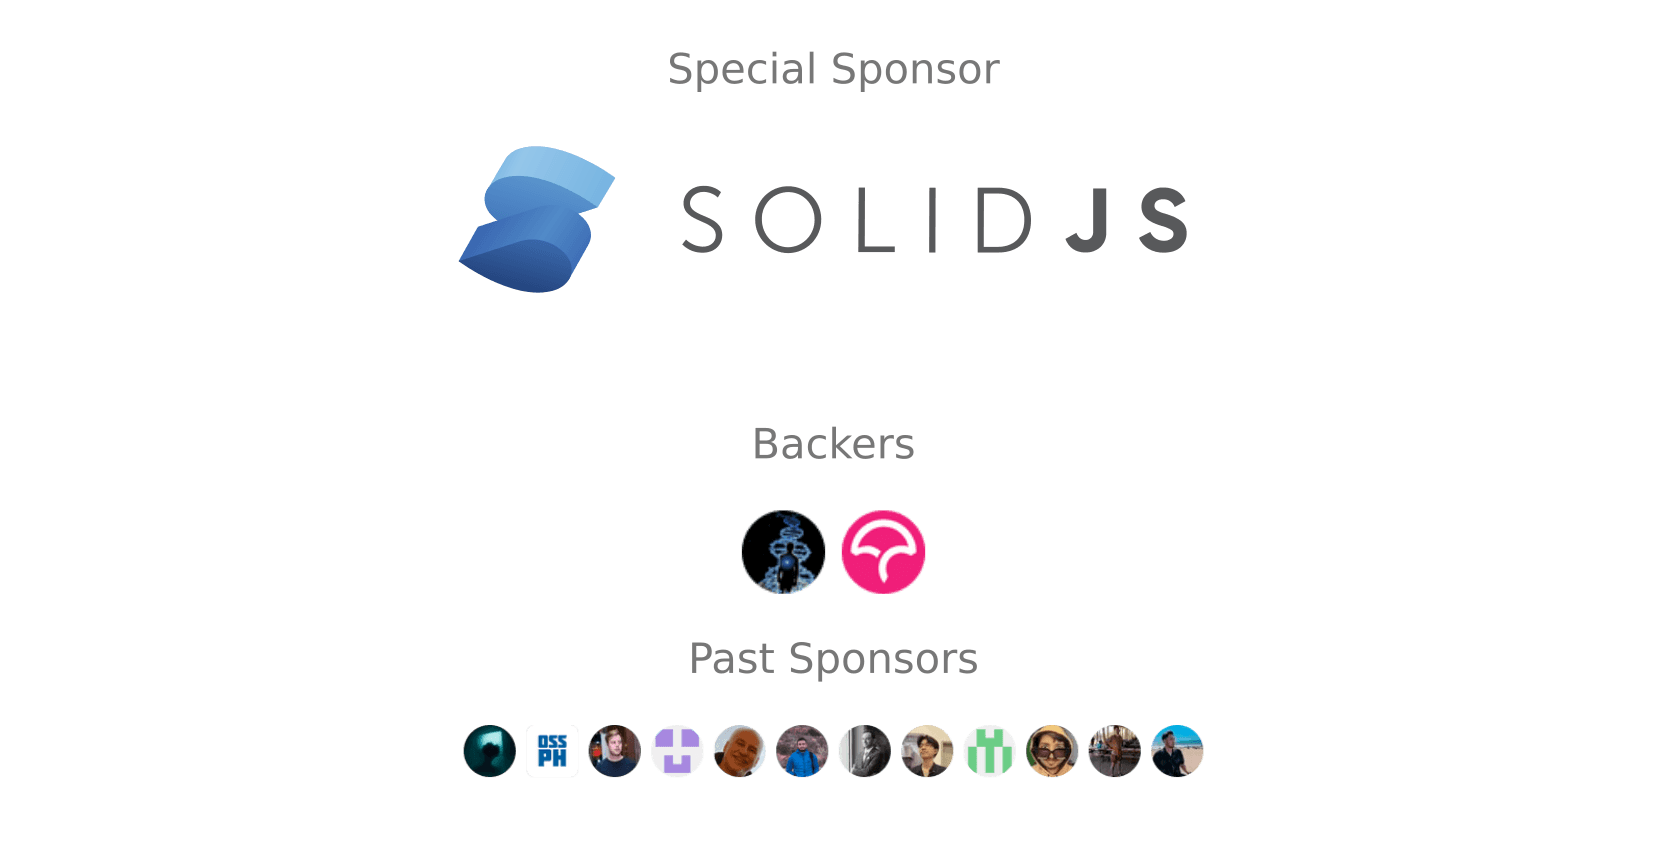 Special Sponsor
SOLIDJS
Backers
Past Sponsors
OSS
PH